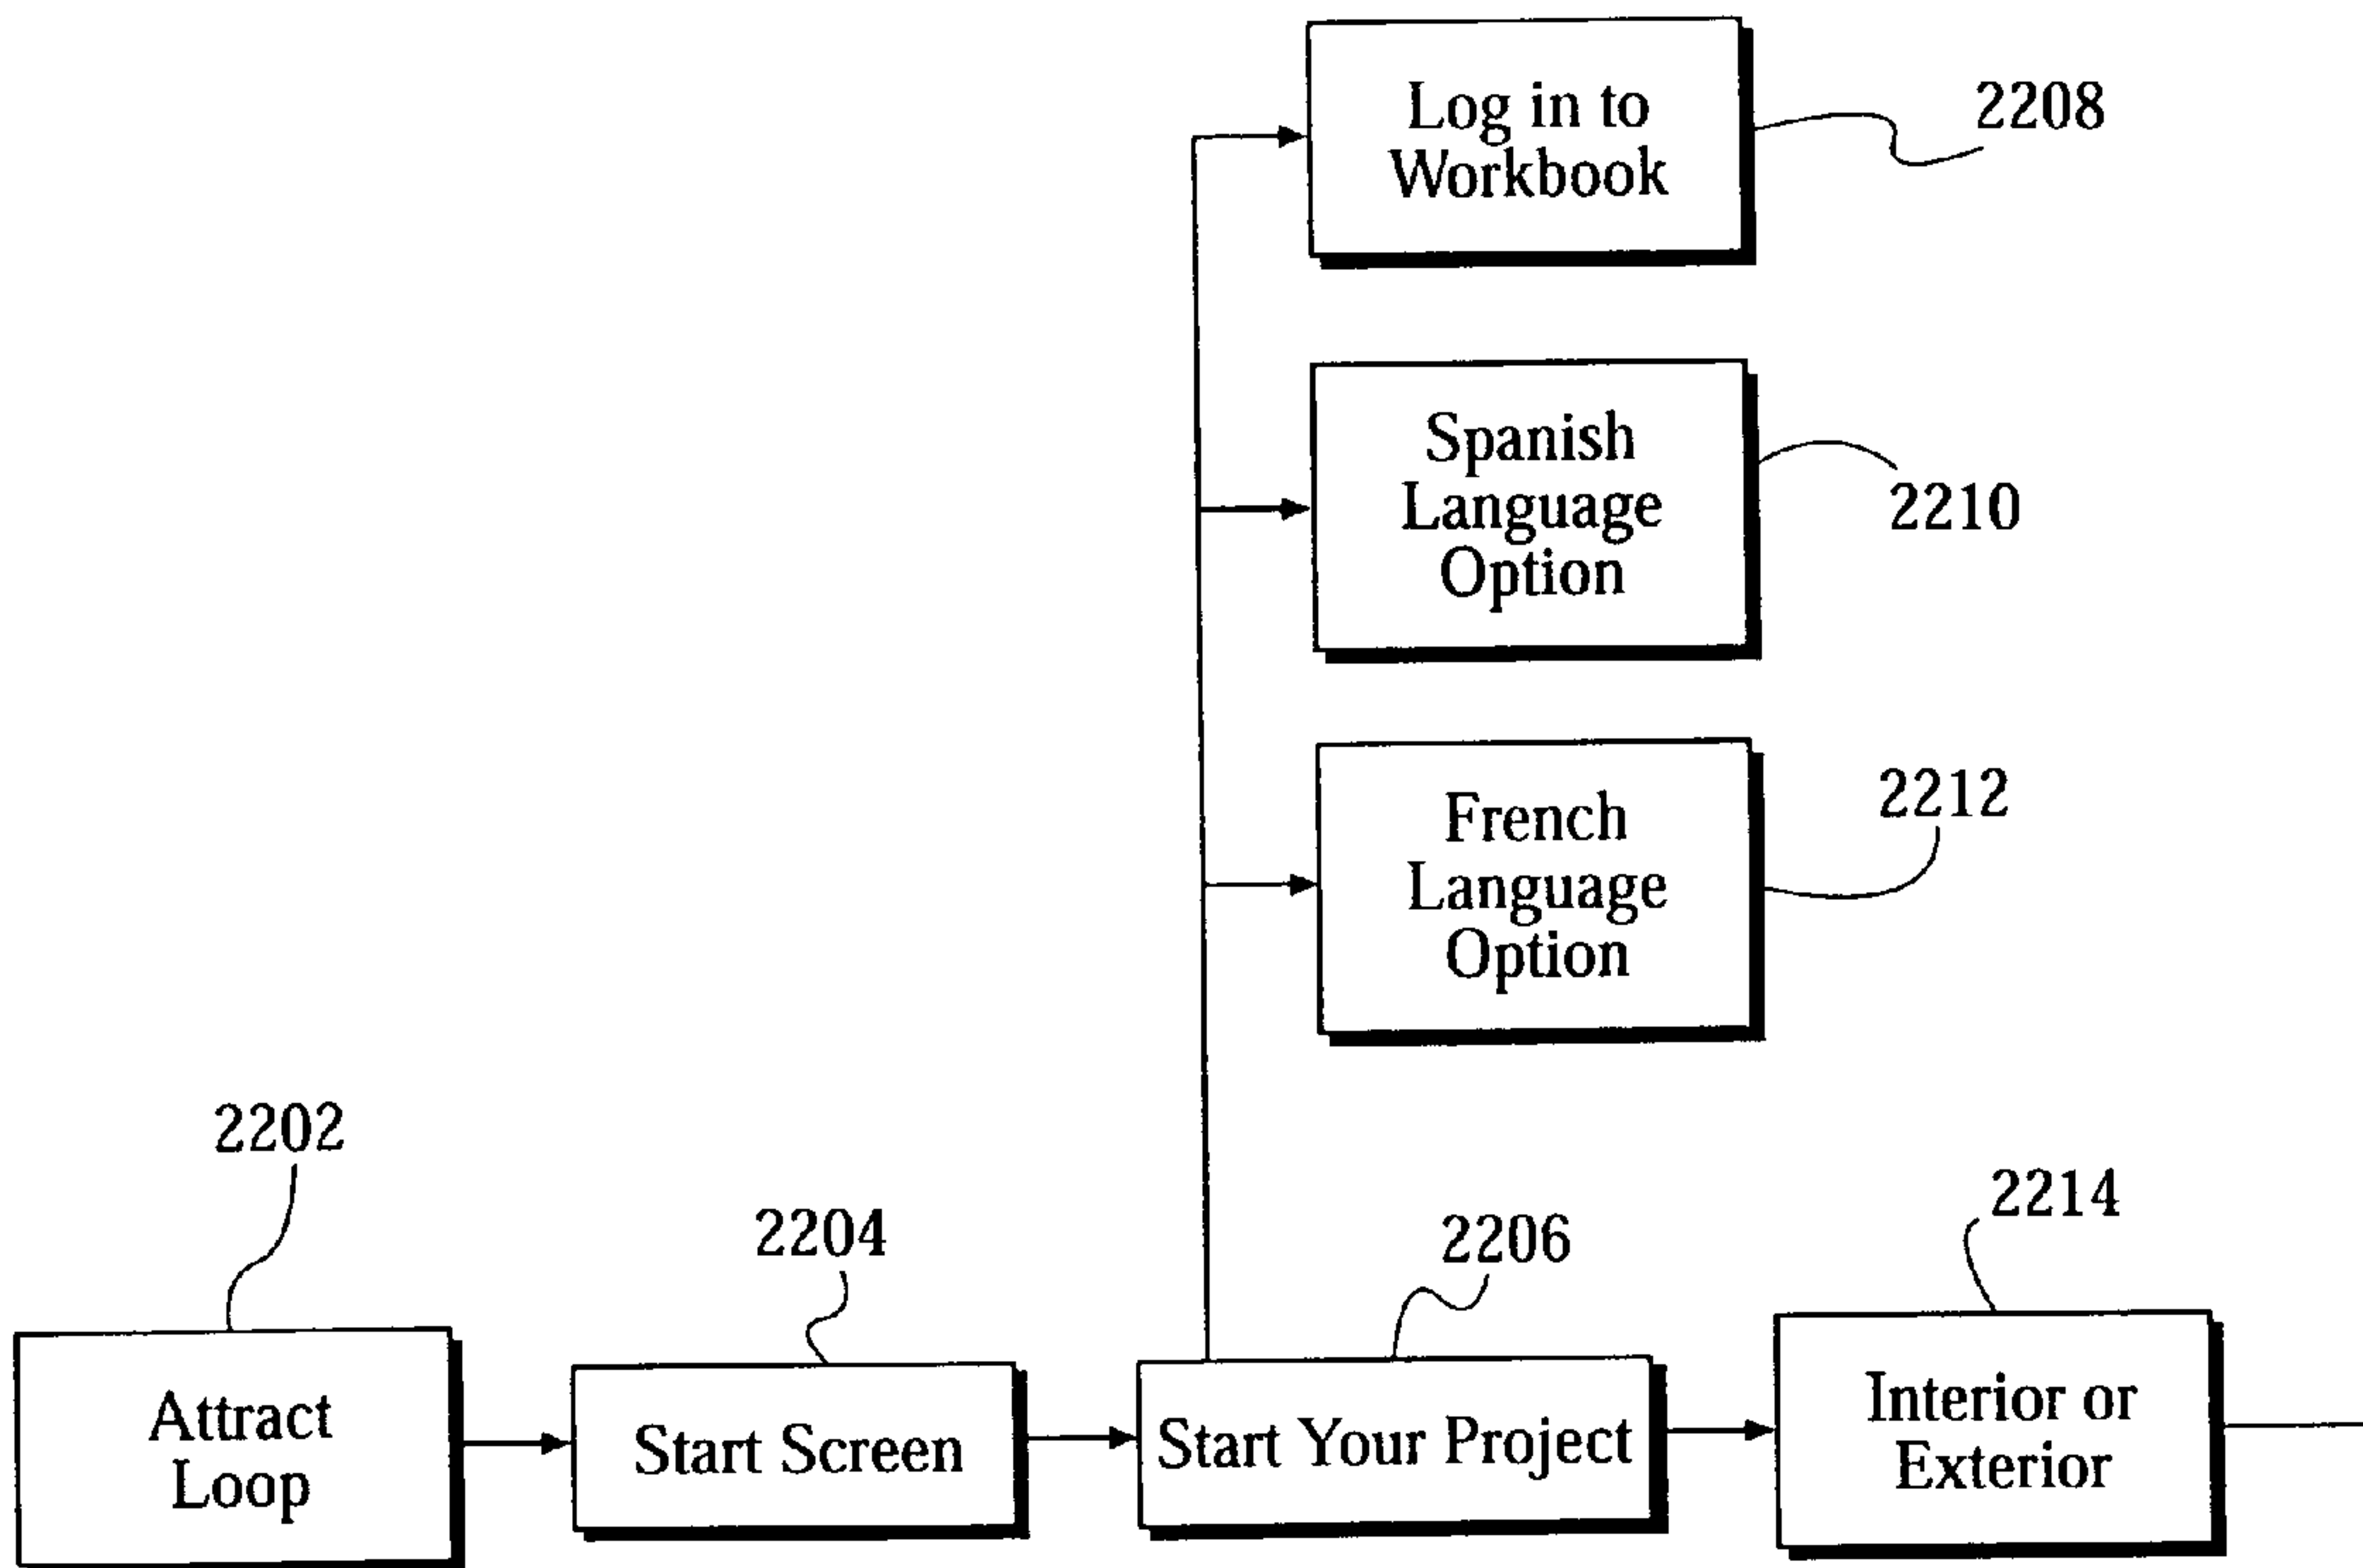 Log in to
Workbook
2208
Spanish
Language
Option
2210
French
Language
Option
2212
2202
2204
2206
2214
Attract
Loop
Start Screen
Start Your Project
Interior or
Exterior